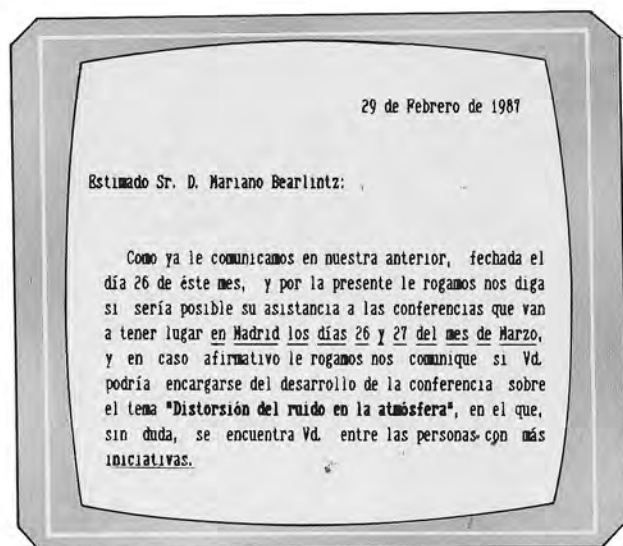 29 de Febrero de 1987
Estimado Sr. D. Mariano Bearlintz:
Como ya le comunicamos en nuestra anterior, fechada el
día 26 de éste mes, y por la presente le rogamos nos diga
si sería posible su asistancia a las conferencias que van
a tener lugar en Madrid los días 26 y 27 del mes de Marzo,
y en caso afirmativo le rogamos nos comunique si Vd.
podría encargarse del desarrollo de la conferencia sobre
el tema "Distorsión del ruido en la atmósfera", en el que,
sin duda, se encuentra Vd. entre las personas con más
iniciativas.